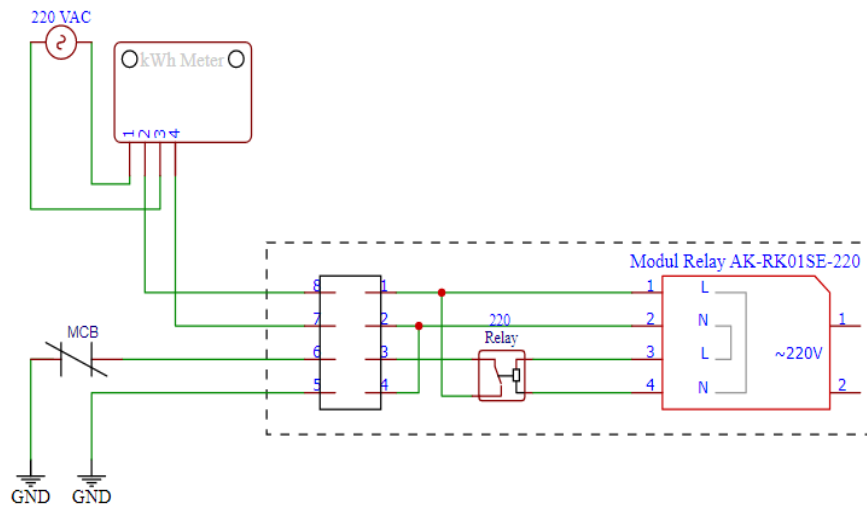 220 VAC
kWh Meter
1 2 3 4
Modul Relay AK-RK01SE-220
8 1
7 2
6 3
5 4
220
Relay
1 L
2 N
3 L
4 N
~220V
1
2
MCB
GND
GND